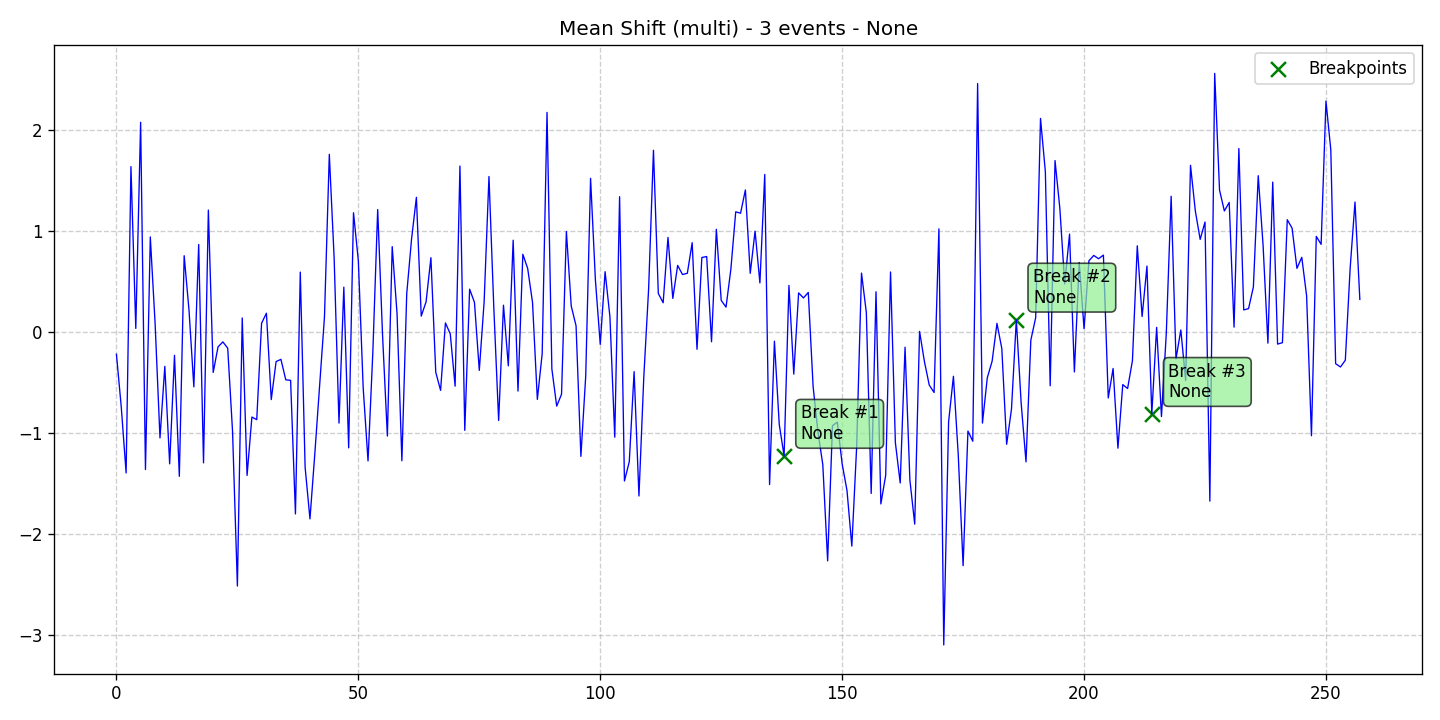 Mean Shift (multi) - 3 events - None
Breakpoints
2
1
0
−1
−2
−3
Break #1
None
Break #2
None
Break #3
None
0
50
100
150
200
250